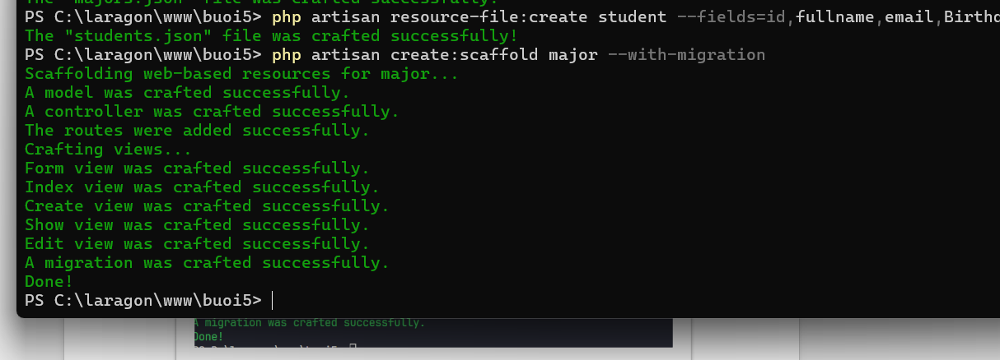 The "majors.json" file was crafted successfully!
PS C:\laragon\www\buoi5> php artisan resource-file:create student --fields=id,fullname,email,Birthd
The "students.json" file was crafted successfully!
PS C:\laragon\www\buoi5> php artisan create:scaffold major --with-migration
Scaffolding web-based resources for major...
A model was crafted successfully.
A controller was crafted successfully.
The routes were added successfully.
Crafting views...
Form view was crafted successfully.
Index view was crafted successfully.
Create view was crafted successfully.
Show view was crafted successfully.
Edit view was crafted successfully.
A migration was crafted successfully.
Done!
PS C:\laragon\www\buoi5>
A migration was crafted successfully.
Done!